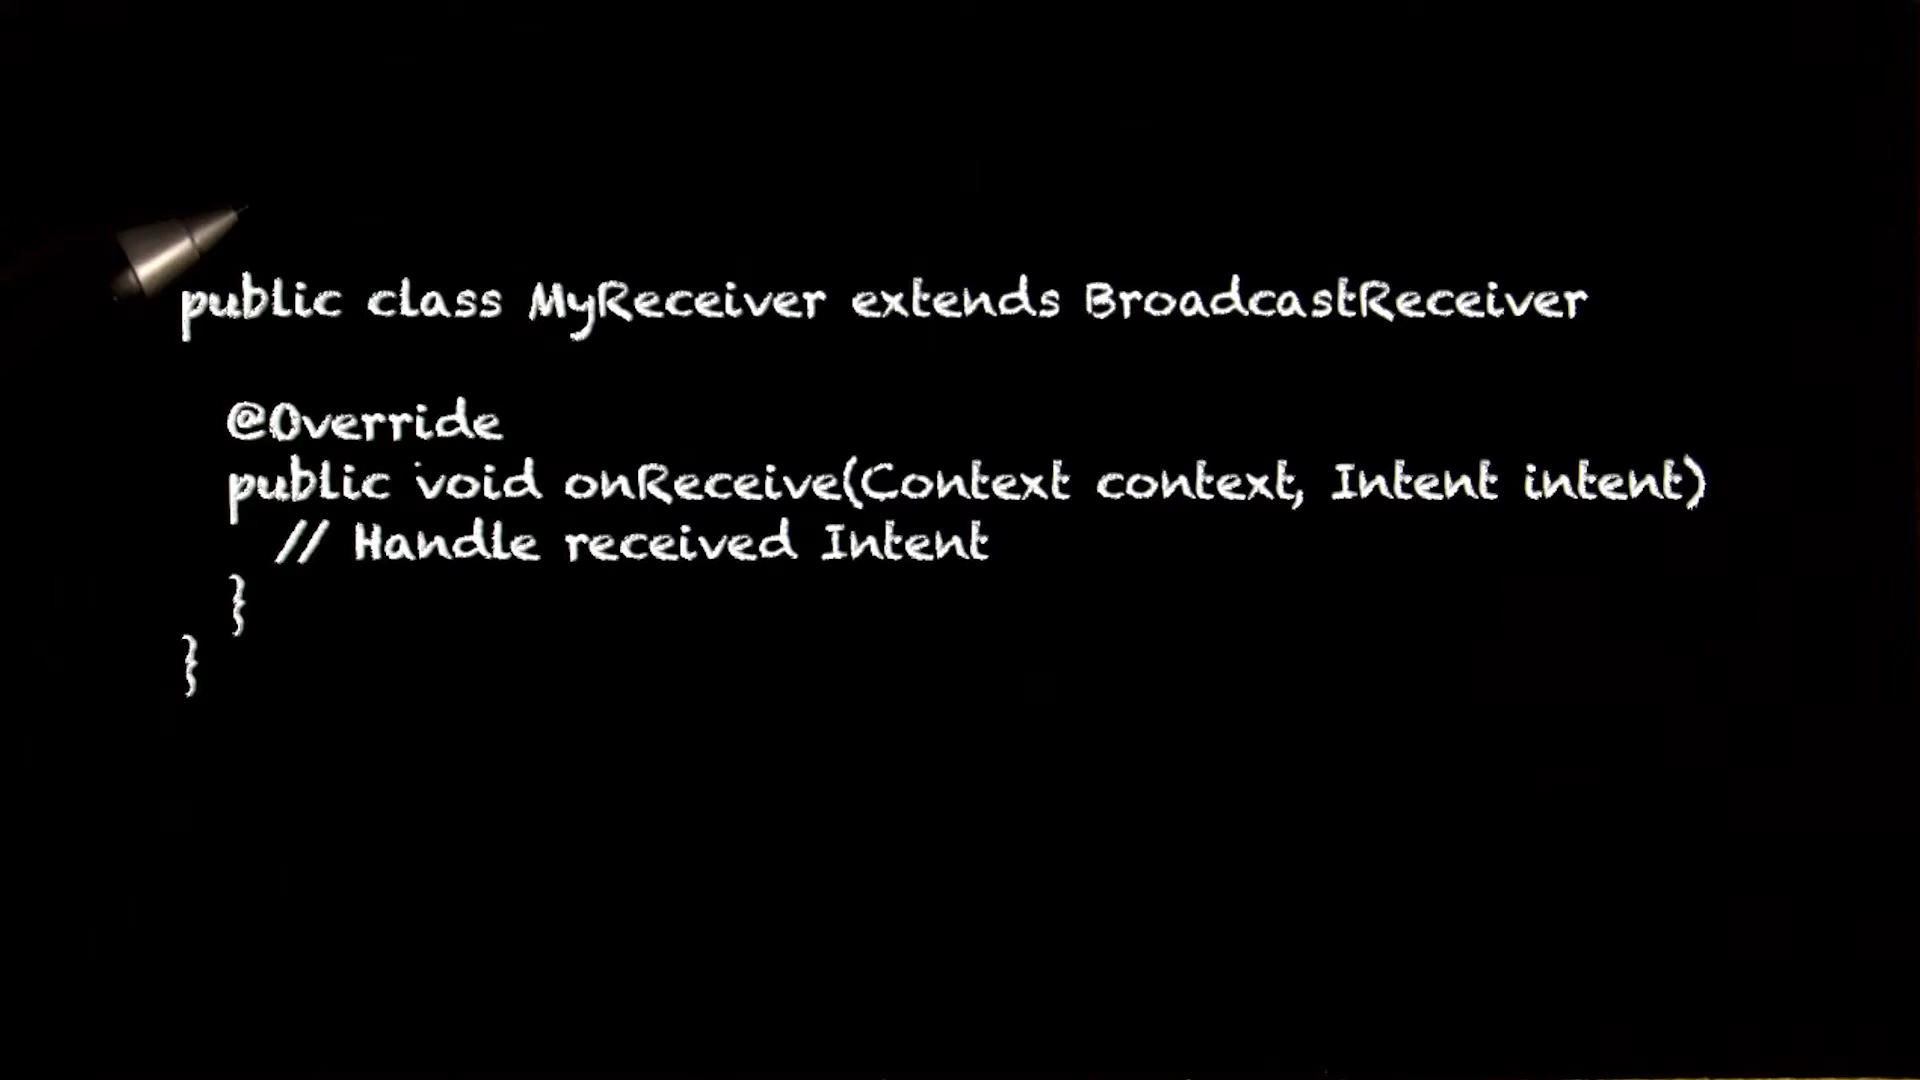 public class MyReceiver extends BroadcastReceiver
@Override
public void onReceive(Context context, Intent intent)
// Handle received Intent
}
}